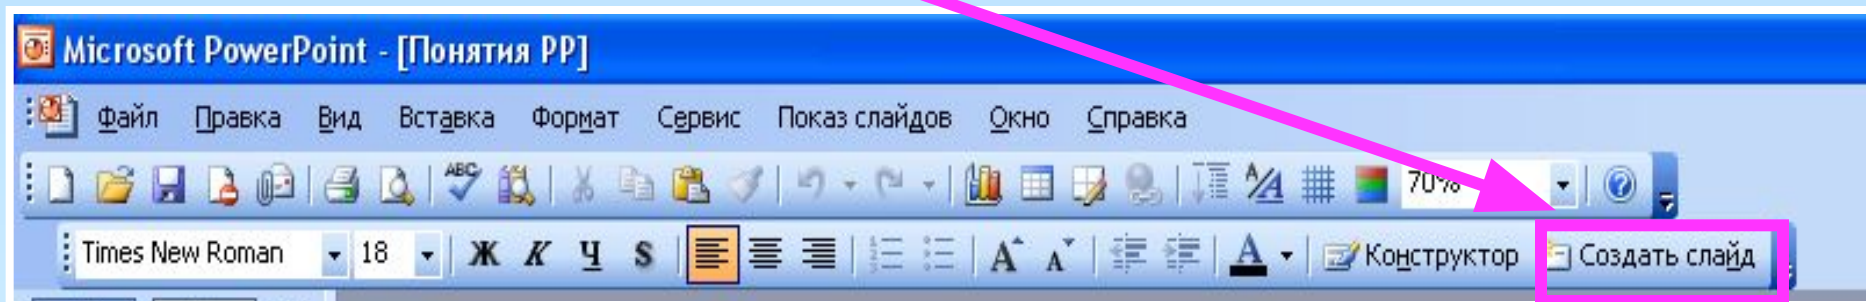 Microsoft PowerPoint - [Понятия PP]
Файл Правка Вид Вставка Формат Сервис Показ слайдов Окно Справка
ABC A/A 70%
Times New Roman 18 Ж К Ч S A A A Конструктор Создать слайд